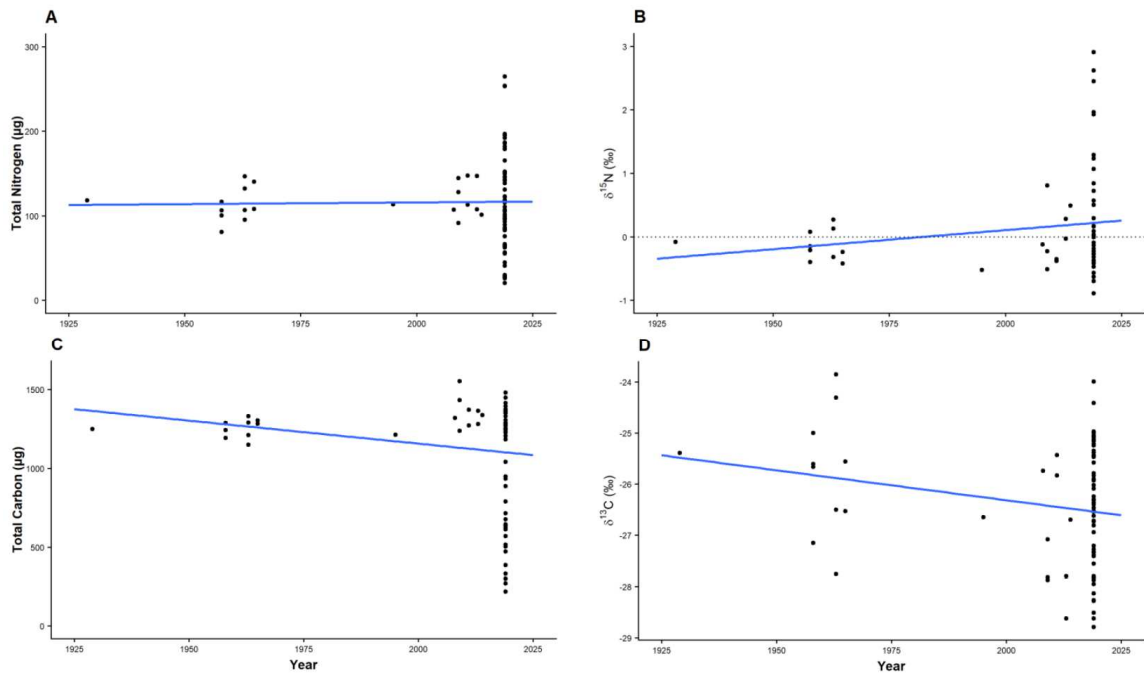 A
Total Nitrogen (µg)
300
200
100
0
1925 1950 1975 2000 2025
B
δ¹⁵N (‰)
3
2
1
0
-1
1925 1950 1975 2000 2025
C
Total Carbon (µg)
1500
1000
500
0
1925 1950 1975 2000 2025
Year
D
δ¹³C (‰)
-24
-25
-26
-27
-28
-29
1925 1950 1975 2000 2025
Year